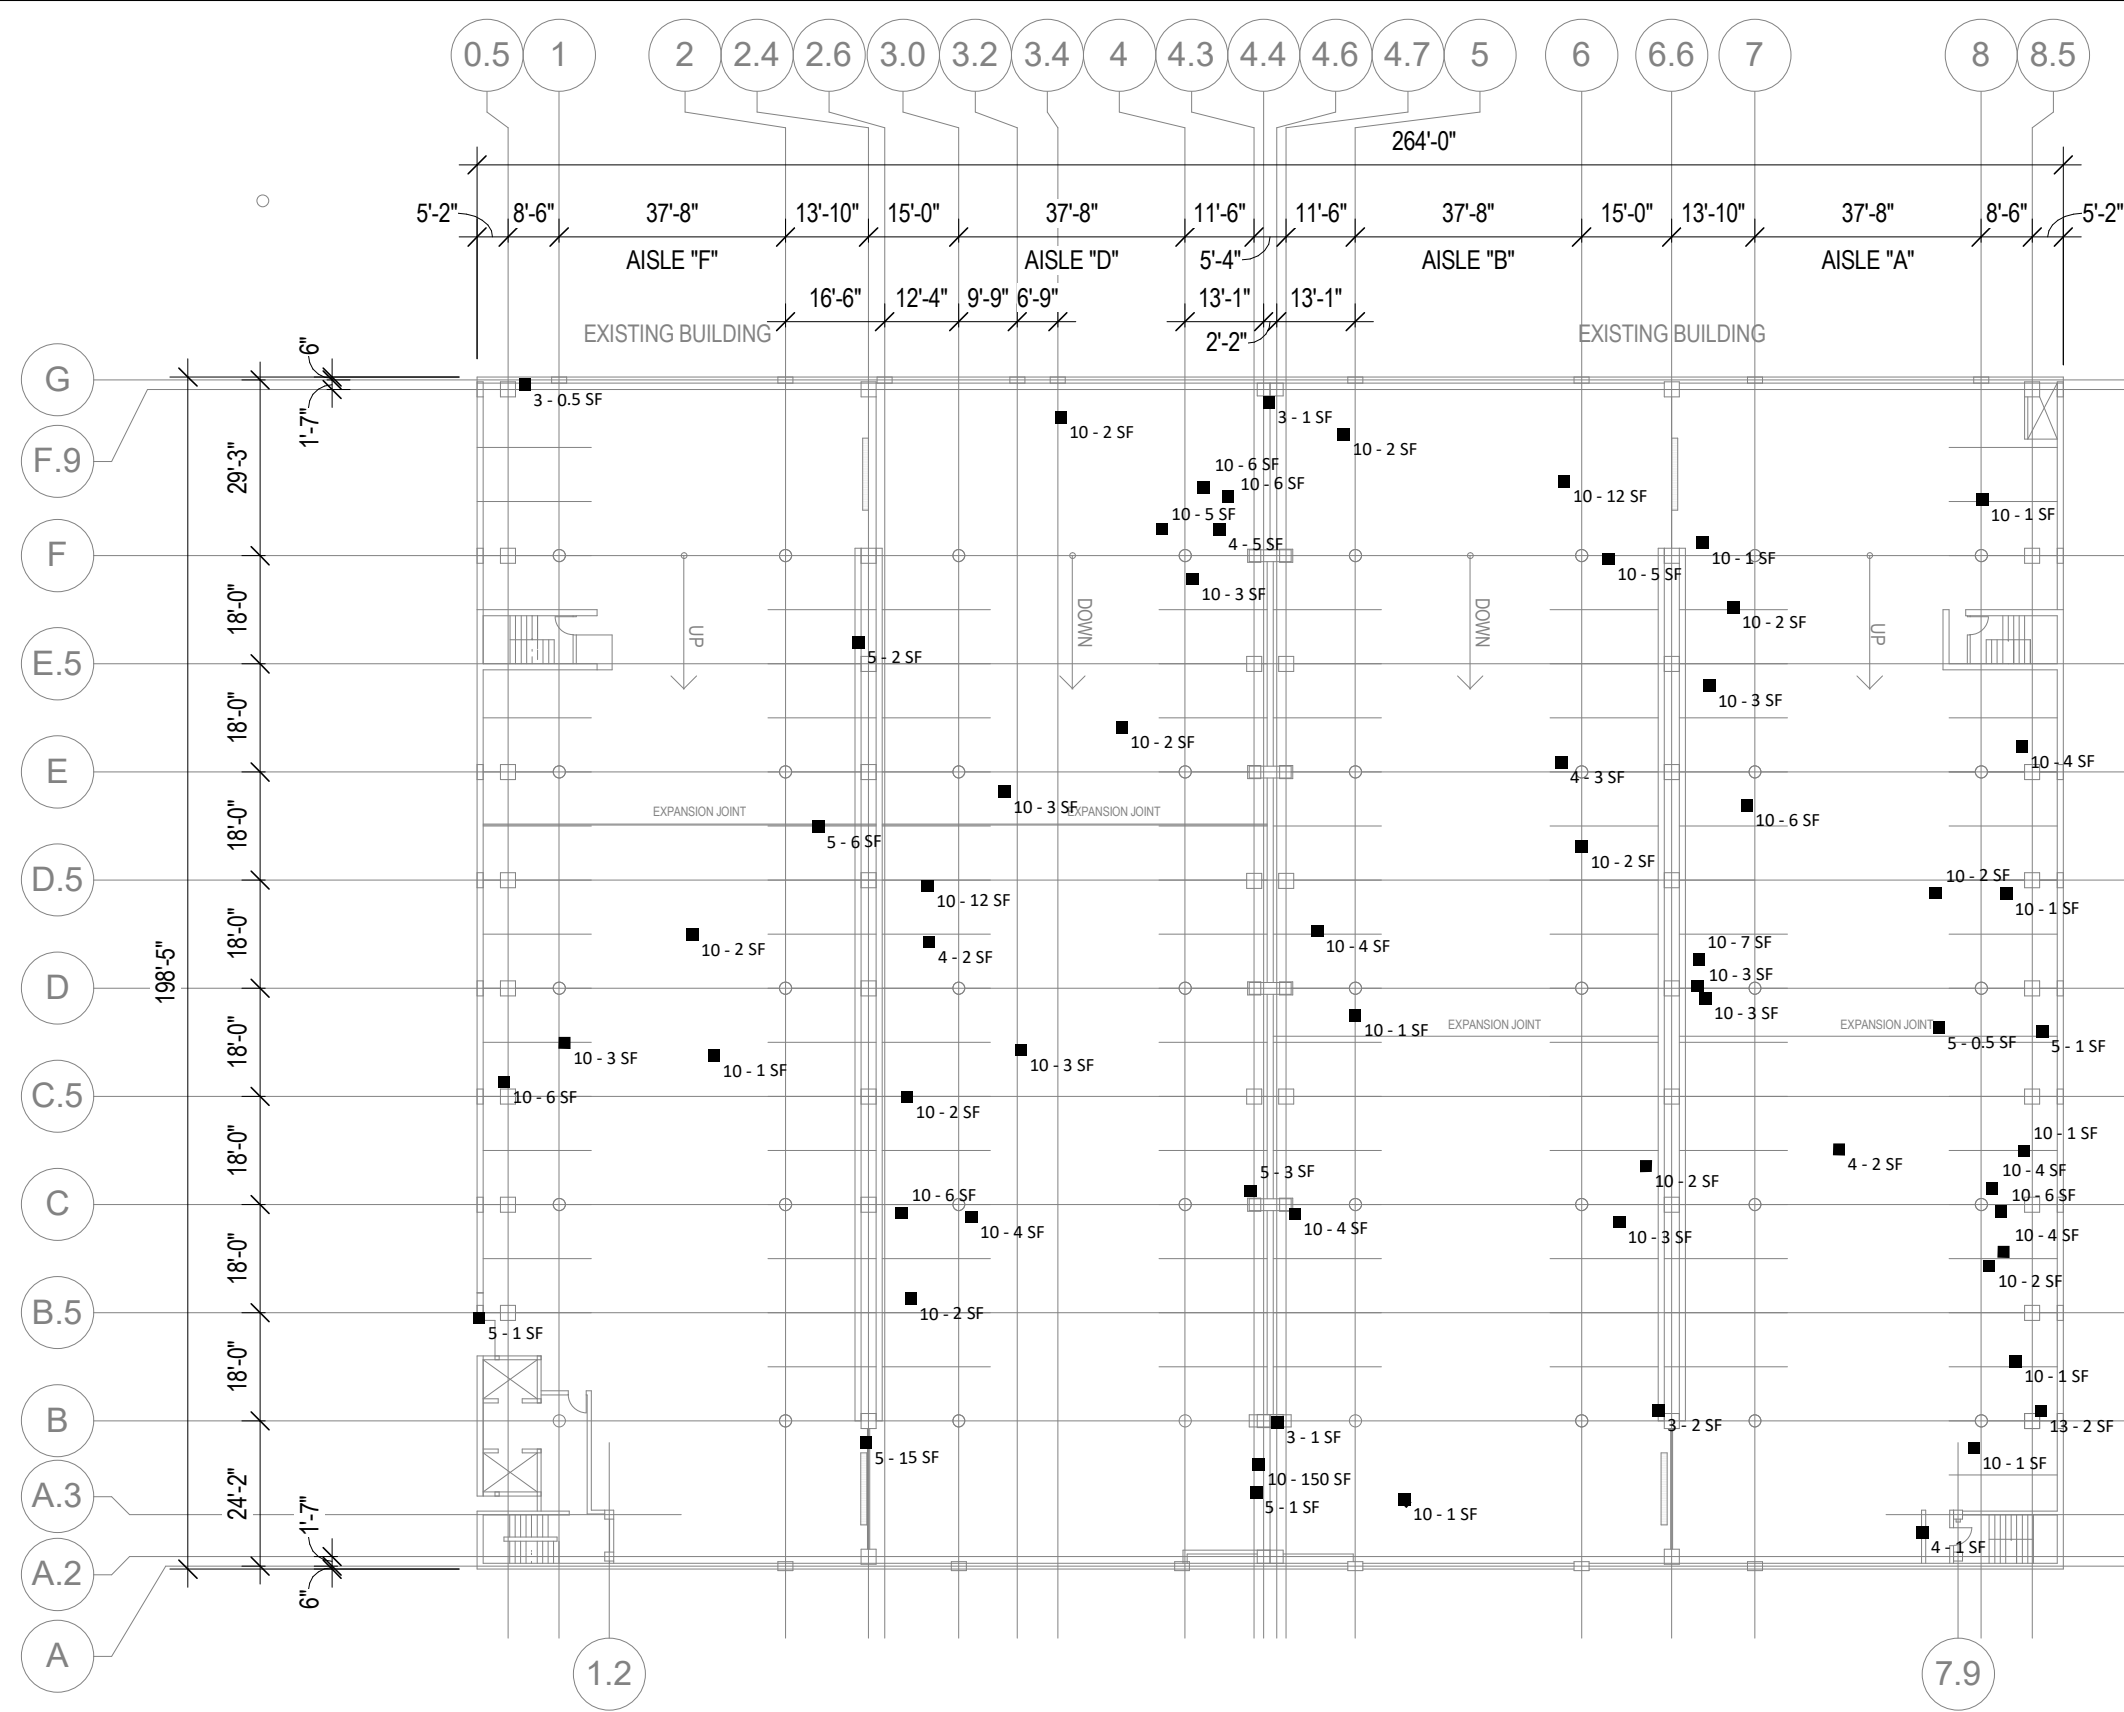 0.5 1 2 2.4 2.6 3.0 3.2 3.4 4 4.3 4.4 4.6 4.7 5 6 6.6 7 8 8.5
264'-0"
5'-2" 8'-6" 37'-8" 13'-10" 15'-0" 37'-8" 11'-6" 11'-6" 37'-8" 15'-0" 13'-10" 37'-8" 8'-6" 5'-2"
AISLE "F" AISLE "D" 5'-4" AISLE "B" AISLE "A"
16'-6" 12'-4" 9'-9" 6'-9" 13'-1" 13'-1"
EXISTING BUILDING 2'-2" EXISTING BUILDING
G
6"
3 - 0.5 SF
3 - 1 SF
1'-7"
10 - 2 SF
10 - 2 SF
F.9
29'-3"
10 - 6 SF
10 - 6 SF
10 - 12 SF
10 - 1 SF
10 - 5 SF
4 - 5 SF
F
10 - 1 SF
10 - 5 SF
10 - 3 SF
18'-0"
DOWN
DOWN
10 - 2 SF
UP
UP
E.5
5 - 2 SF
18'-0"
10 - 3 SF
10 - 2 SF
10 - 4 SF
E
4 - 3 SF
10 - 3 SF
EXPANSION JOINT
EXPANSION JOINT
10 - 6 SF
18'-0"
5 - 6 SF
10 - 2 SF
D.5
10 - 2 SF
10 - 12 SF
10 - 1 SF
18'-0"
198'-5"
10 - 2 SF
4 - 2 SF
10 - 4 SF
10 - 7 SF
10 - 3 SF
D
10 - 3 SF
10 - 1 SF
EXPANSION JOINT
EXPANSION JOINT
18'-0"
5 - 0.5 SF
5 - 1 SF
10 - 3 SF
10 - 1 SF
10 - 3 SF
C.5
10 - 6 SF
10 - 2 SF
10 - 1 SF
18'-0"
5 - 3 SF
10 - 2 SF
4 - 2 SF
10 - 4 SF
C
10 - 6 SF
10 - 6 SF
10 - 4 SF
10 - 4 SF
10 - 3 SF
10 - 4 SF
18'-0"
10 - 2 SF
B.5
10 - 2 SF
5 - 1 SF
18'-0"
10 - 1 SF
B
3 - 1 SF
3 - 2 SF
13 - 2 SF
5 - 15 SF
10 - 1 SF
10 - 150 SF
24'-2"
A.3
5 - 1 SF
10 - 1 SF
1'-7"
4 - 1 SF
A.2
6"
A
1.2 7.9